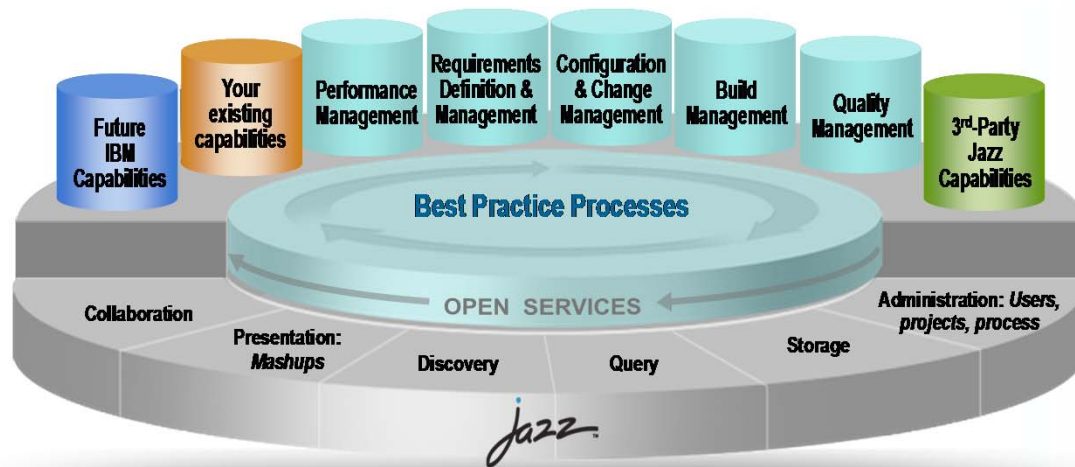 Future
IBM
Capabilities
Your
existing
capabilities
Performance
Management
Requirements
Definition &
Management
Configuration
& Change
Management
Build
Management
Quality
Management
3rd-Party
Jazz
Capabilities
Best Practice Processes
OPEN SERVICES
Collaboration
Presentation:
Mashups
Discovery
Query
Storage
Administration: Users,
projects, process
jazz™